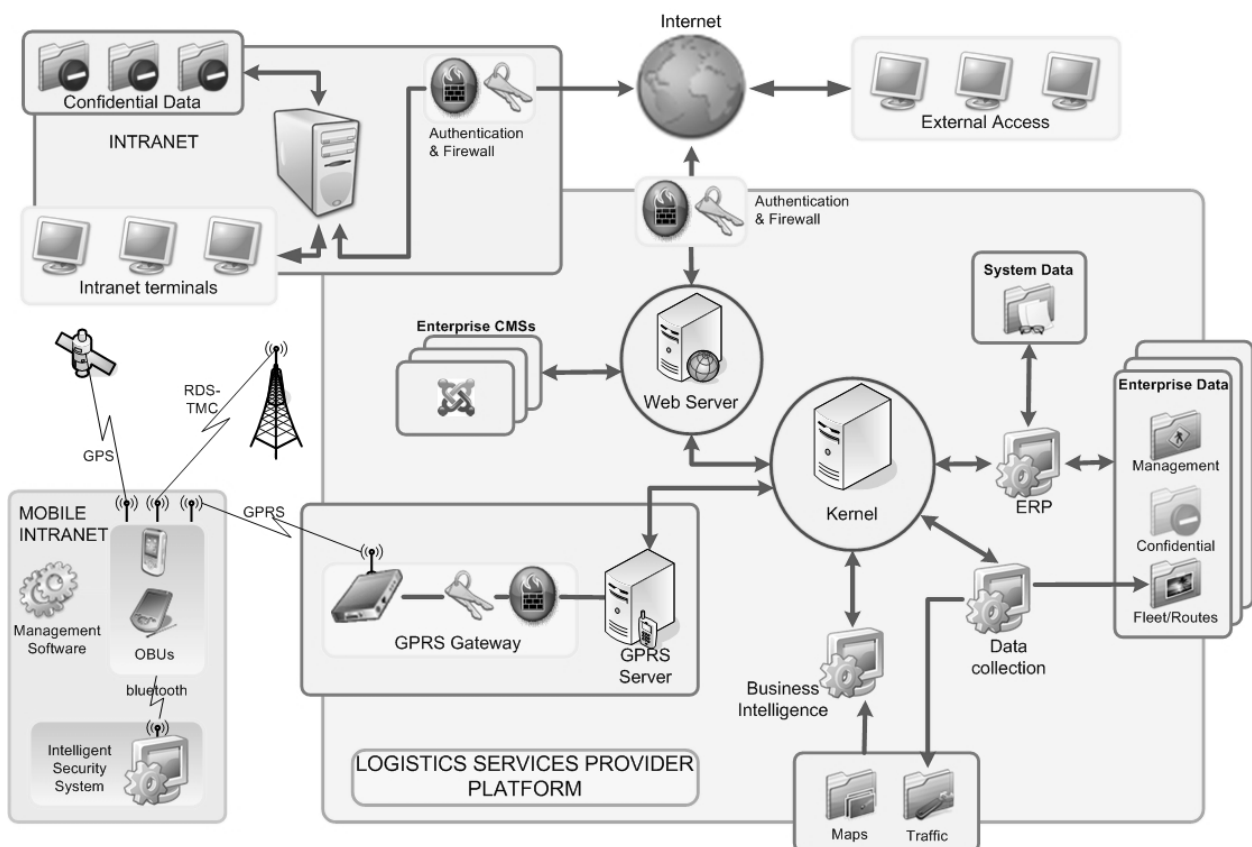 Internet
Confidential Data
INTRANET
Authentication
& Firewall
External Access
Authentication
& Firewall
Intranet terminals
System Data
Enterprise CMSs
Web Server
Enterprise Data
Management
Confidential
Fleet/Routes
RDS-
TMC
GPS
GPRS
MOBILE
INTRANET
Management
Software
OBUs
bluetooth
Intelligent
Security
System
GPRS Gateway
GPRS
Server
Kernel
ERP
Data
collection
Business
Intelligence
LOGISTICS SERVICES PROVIDER
PLATFORM
Maps
Traffic